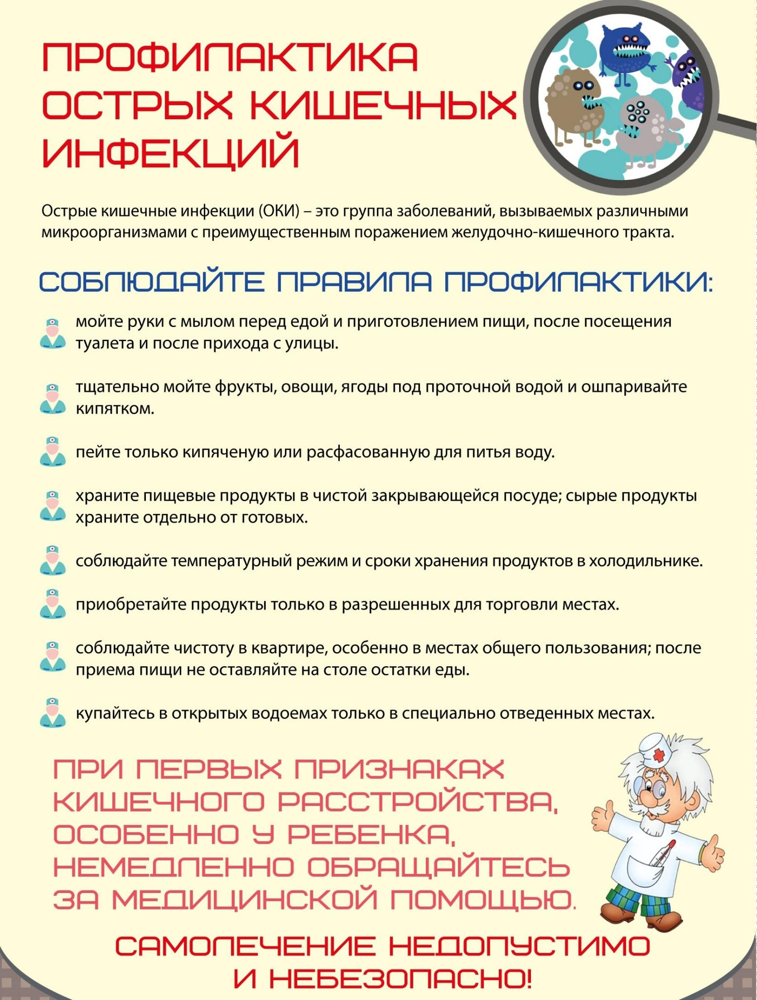 ПРОФИЛАКТИКА
ОСТРЫХ КИШЕЧНЫХ
ИНФЕКЦИЙ
Острые кишечные инфекции (ОКИ) – это группа заболеваний, вызываемых различными
микроорганизмами с преимущественным поражением желудочно-кишечного тракта.
СОБЛЮДАЙТЕ ПРАВИЛА ПРОФИЛАКТИКИ:
мойте руки с мылом перед едой и приготовлением пищи, после посещения
туалета и после прихода с улицы.
тщательно мойте фрукты, овощи, ягоды под проточной водой и ошпаривайте
кипятком.
пейте только кипяченую или расфасованную для питья воду.
храните пищевые продукты в чистой закрывающейся посуде; сырые продукты
храните отдельно от готовых.
соблюдайте температурный режим и сроки хранения продуктов в холодильнике.
приобретайте продукты только в разрешенных для торговли местах.
соблюдайте чистоту в квартире, особенно в местах общего пользования; после
приема пищи не оставляйте на столе остатки еды.
купайтесь в открытых водоемах только в специально отведенных местах.
ПРИ ПЕРВЫХ ПРИЗНАКАХ
КИШЕЧНОГО РАССТРОЙСТВА,
ОСОБЕННО У РЕБЕНКА,
НЕМЕДЛЕННО ОБРАЩАЙТЕСЬ
ЗА МЕДИЦИНСКОЙ ПОМОЩЬЮ.
САМОЛЕЧЕНИЕ НЕДОПУСТИМО
И НЕБЕЗОПАСНО!